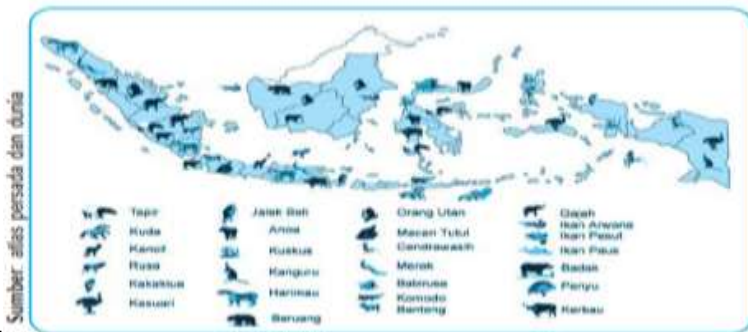 Sumber: atlas persada dan dunia
Tapir
Kuda
Kancil
Rusa
Kakaktua
Kasuari
Jalak Bali
Anoa
Kuskus
Kanguru
Harimau
Beruang
Orang Utan
Macan Tutul
Cendrawasih
Merak
Babirusa
Komodo
Banteng
Gajah
Ikan Arwana
Ikan Pesut
Ikan Paus
Badak
Penyu
Kerbau